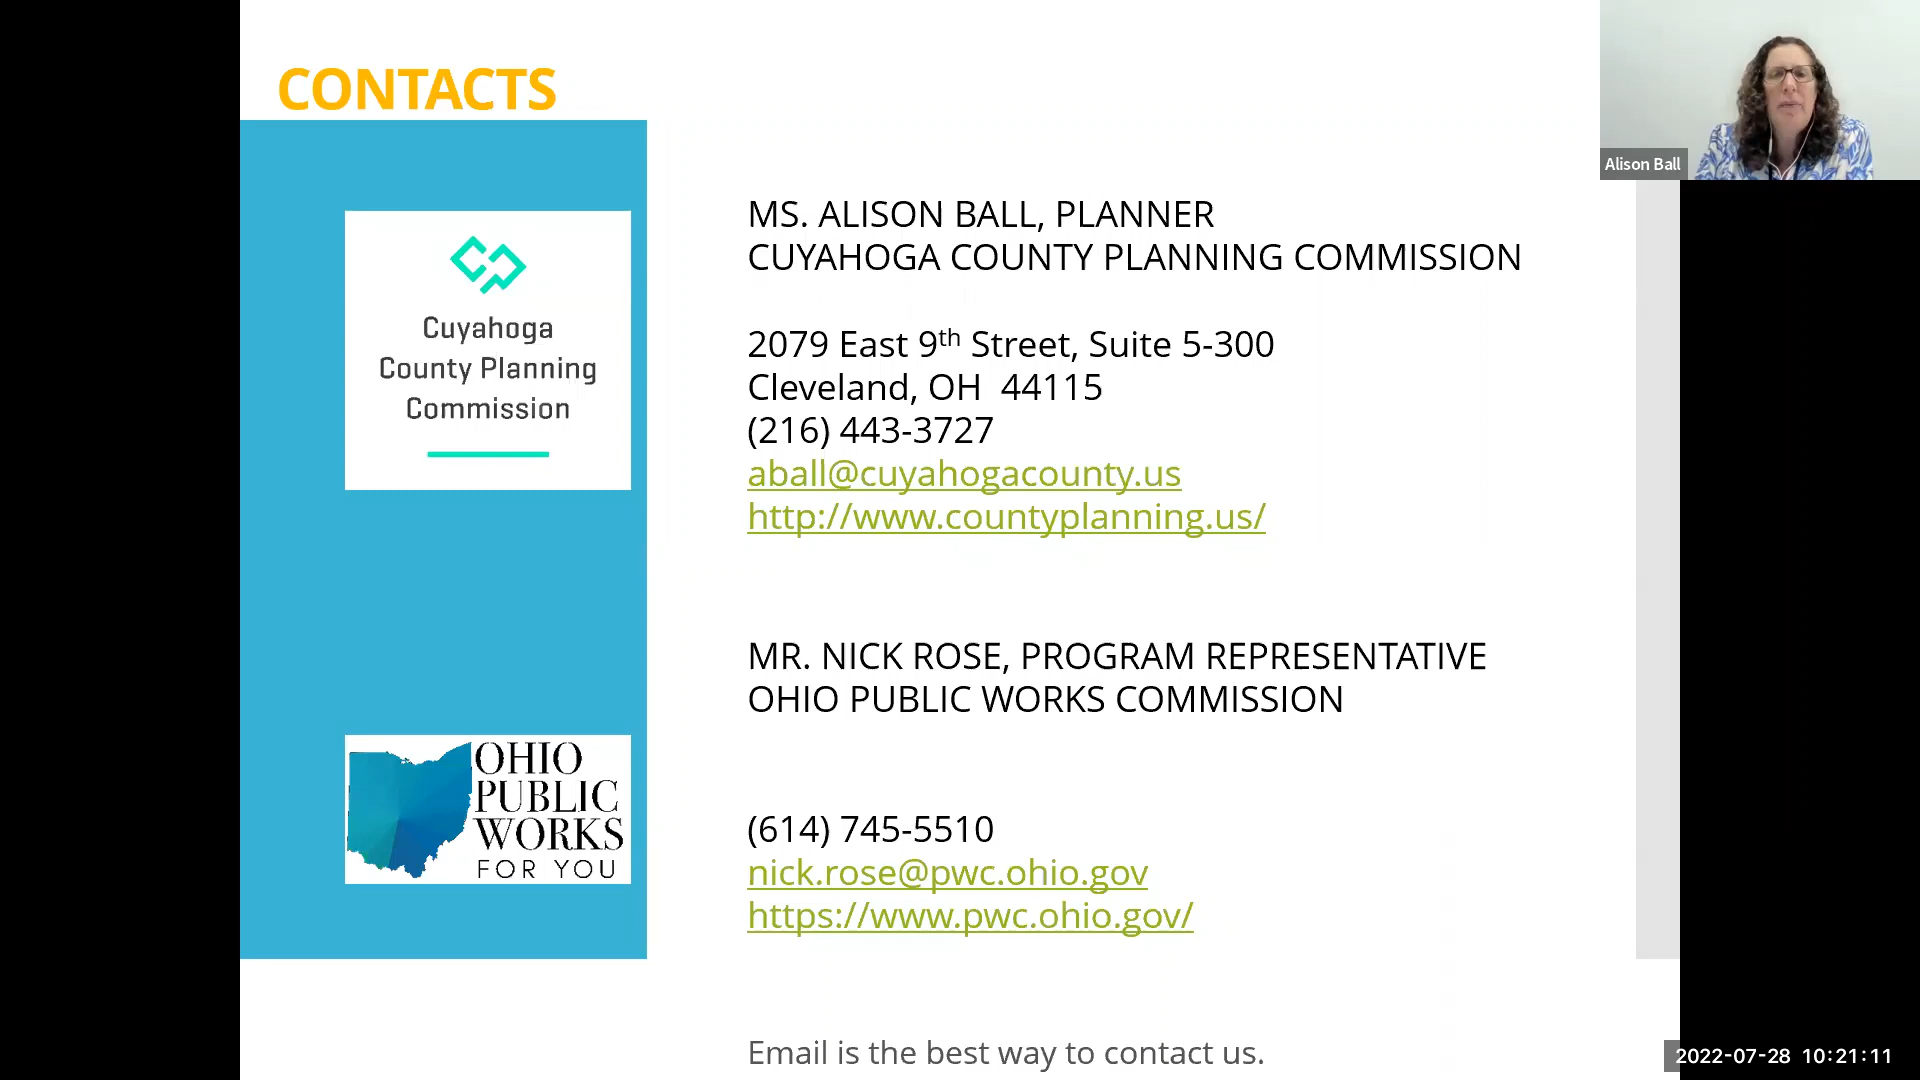 CONTACTS
Alison Ball
Cuyahoga
County Planning
Commission
MS. ALISON BALL, PLANNER
CUYAHOGA COUNTY PLANNING COMMISSION
2079 East 9th Street, Suite 5-300
Cleveland, OH  44115
(216) 443-3727
aball@cuyahogacounty.us
http://www.countyplanning.us/
MR. NICK ROSE, PROGRAM REPRESENTATIVE
OHIO PUBLIC WORKS COMMISSION
OHIO
PUBLIC
WORKS
FOR YOU
(614) 745-5510
nick.rose@pwc.ohio.gov
https://www.pwc.ohio.gov/
Email is the best way to contact us.
2022-07-28 10:21:11